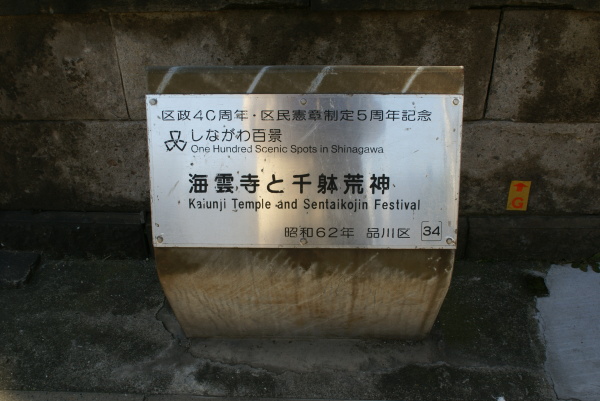 区政40周年・区民憲章制定5周年記念
しながわ百景
One Hundred Scenic Spots in Shinagawa
海雲寺と千躰荒神
Kaiunji Temple and Sentaikojin Festival
昭和62年 品川区 34
G